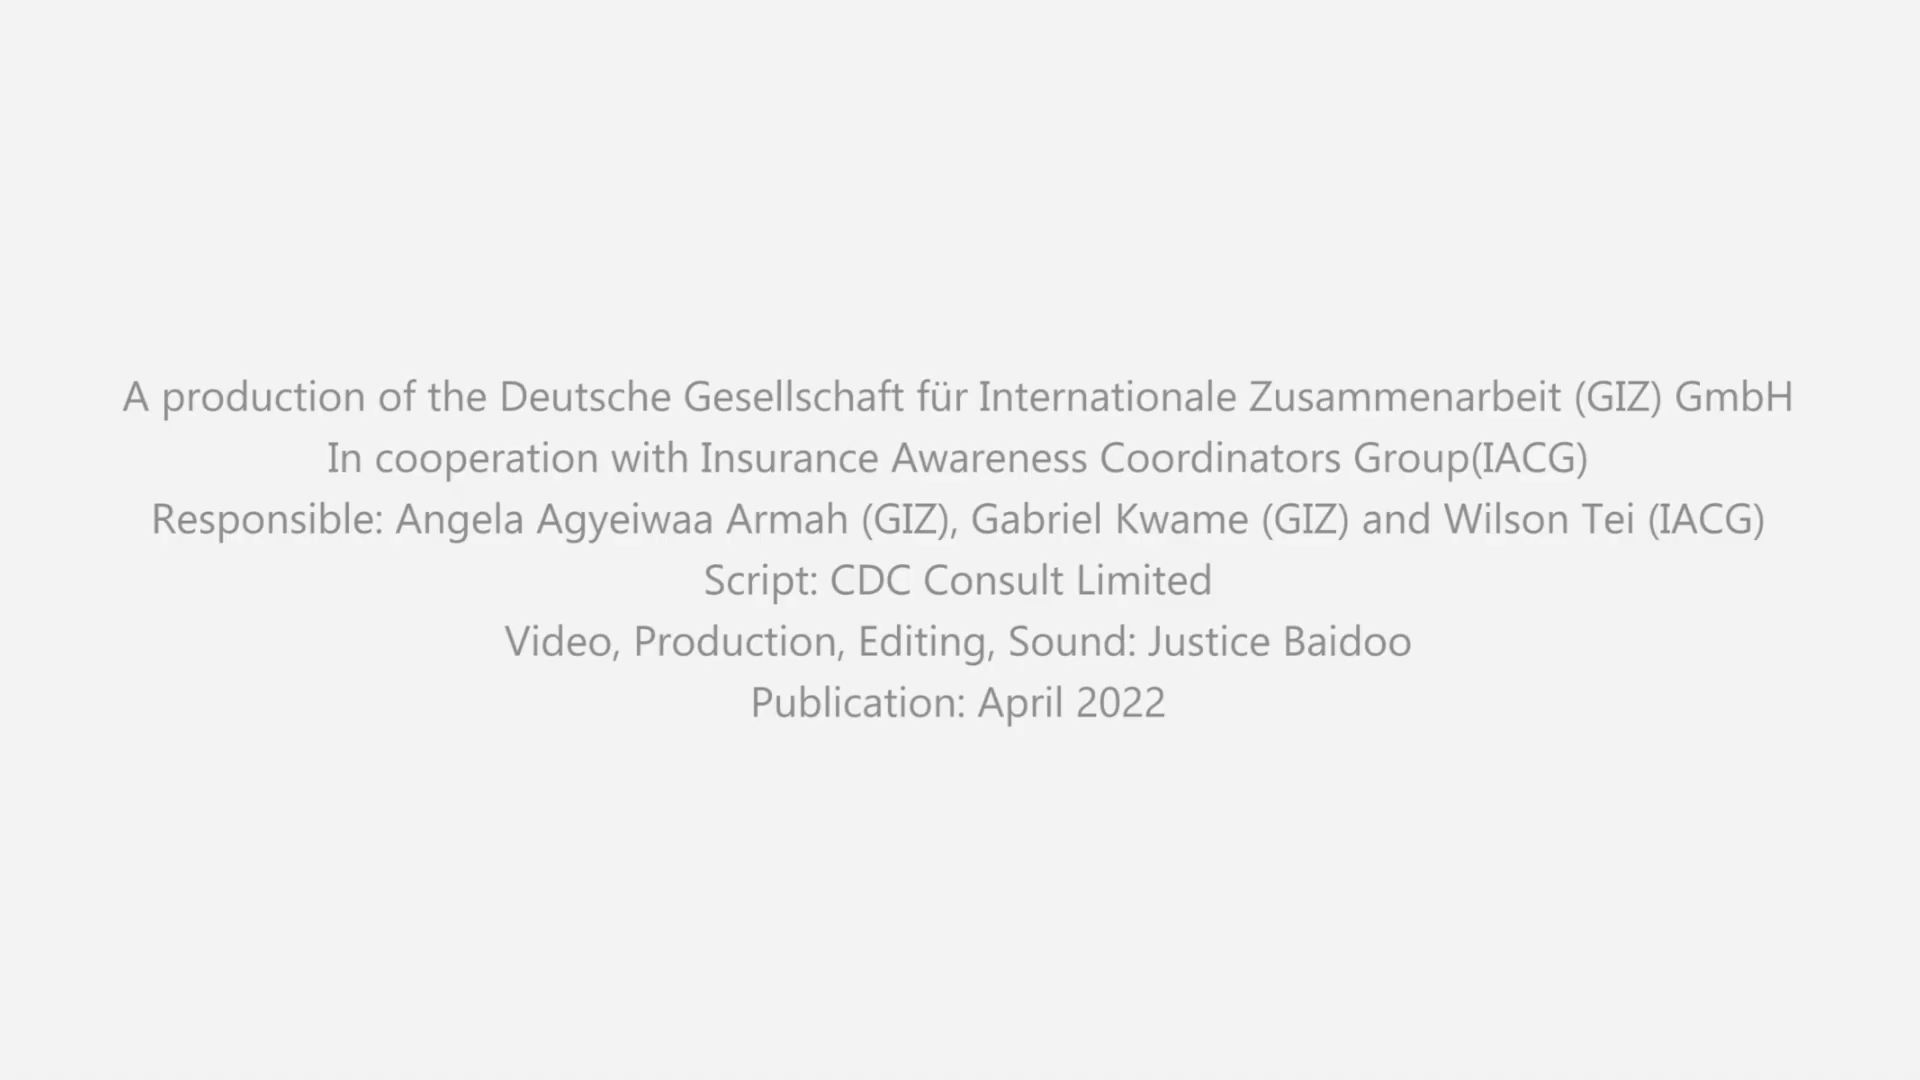 A production of the Deutsche Gesellschaft für Internationale Zusammenarbeit (GIZ) GmbH
In cooperation with Insurance Awareness Coordinators Group(IACG)
Responsible: Angela Agyeiwaa Armah (GIZ), Gabriel Kwame (GIZ) and Wilson Tei (IACG)
Script: CDC Consult Limited
Video, Production, Editing, Sound: Justice Baidoo
Publication: April 2022